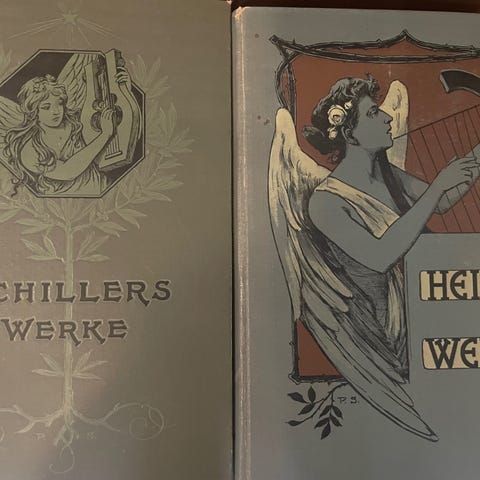 CHILLERS
WERKE
P. S.
HEI
WE
P. S.